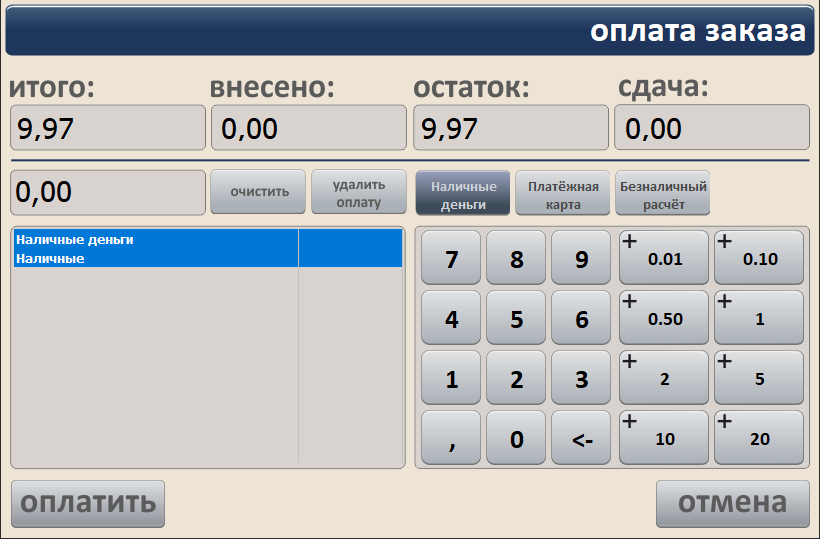 оплата заказа
итого: внесено: остаток: сдача:
9,97 0,00 9,97 0,00
0,00 очистить удалить оплату Наличные деньги Платёжная карта Безналичный расчёт
Наличные деньги
Наличные
7 8 9 + 0.01 + 0.10
4 5 6 + 0.50 + 1
1 2 3 + 2 + 5
, 0 <- + 10 + 20
оплатить отмена